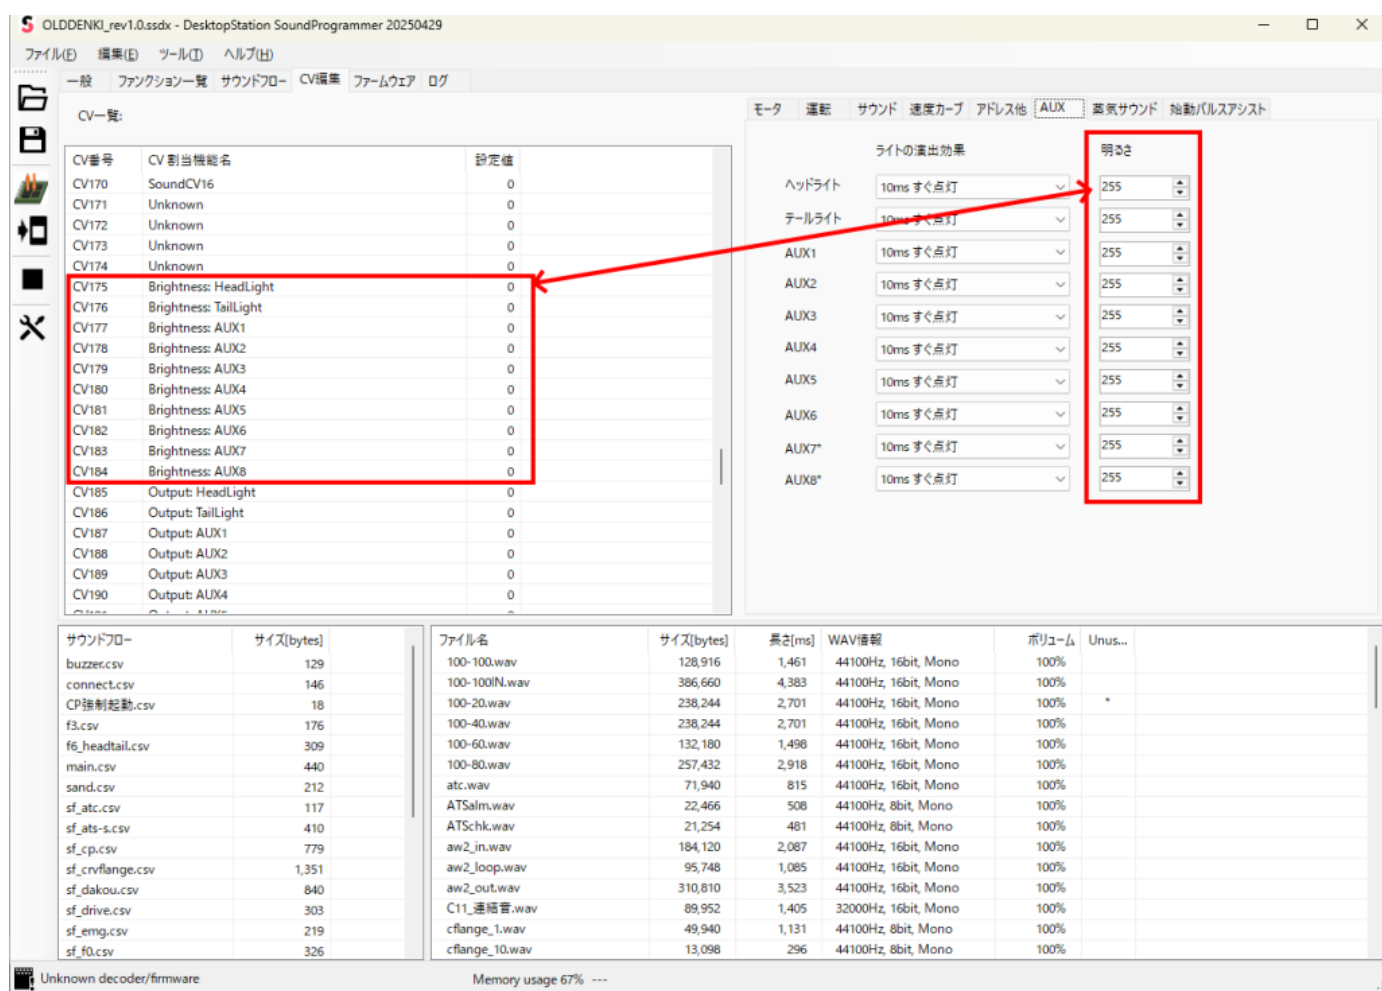 OLDDENKI_rev1.0.ssdx - DesktopStation SoundProgrammer 20250429
ファイル(F) 編集(E) ツール(T) ヘルプ(H)
一般 ファンクション一覧 サウンドフロー CV編集 ファームウェア ログ
CV一覧:
CV番号 CV 割当機能名 設定値
CV170 SoundCV16 0
CV171 Unknown 0
CV172 Unknown 0
CV173 Unknown 0
CV174 Unknown 0
CV175 Brightness: HeadLight 0
CV176 Brightness: TailLight 0
CV177 Brightness: AUX1 0
CV178 Brightness: AUX2 0
CV179 Brightness: AUX3 0
CV180 Brightness: AUX4 0
CV181 Brightness: AUX5 0
CV182 Brightness: AUX6 0
CV183 Brightness: AUX7 0
CV184 Brightness: AUX8 0
CV185 Output: HeadLight 0
CV186 Output: TailLight 0
CV187 Output: AUX1 0
CV188 Output: AUX2 0
CV189 Output: AUX3 0
CV190 Output: AUX4 0
モータ 運転 サウンド 速度カーブ アドレス他 AUX 蒸気サウンド 始動パルスアシスト
ライトの演出効果 明るさ
ヘッドライト 10ms すぐ点灯 255
テールライト 10ms すぐ点灯 255
AUX1 10ms すぐ点灯 255
AUX2 10ms すぐ点灯 255
AUX3 10ms すぐ点灯 255
AUX4 10ms すぐ点灯 255
AUX5 10ms すぐ点灯 255
AUX6 10ms すぐ点灯 255
AUX7* 10ms すぐ点灯 255
AUX8* 10ms すぐ点灯 255
サウンドフロー サイズ[bytes]
buzzer.csv 129
connect.csv 146
CP強制起動.csv 18
f3.csv 176
f6_headtail.csv 309
main.csv 440
sand.csv 212
sf_atc.csv 117
sf_ats-s.csv 410
sf_cp.csv 779
sf_crvflange.csv 1,351
sf_dakou.csv 840
sf_drive.csv 303
sf_emg.csv 219
sf_f0.csv 326
ファイル名 サイズ[bytes] 長さ[ms] WAV情報 ボリューム Unus...
100-100.wav 128,916 1,461 44100Hz, 16bit, Mono 100%
100-100IN.wav 386,660 4,383 44100Hz, 16bit, Mono 100%
100-20.wav 238,244 2,701 44100Hz, 16bit, Mono 100% *
100-40.wav 238,244 2,701 44100Hz, 16bit, Mono 100%
100-60.wav 132,180 1,498 44100Hz, 16bit, Mono 100%
100-80.wav 257,432 2,918 44100Hz, 16bit, Mono 100%
atc.wav 71,940 815 44100Hz, 16bit, Mono 100%
ATSalm.wav 22,466 508 44100Hz, 8bit, Mono 100%
ATSchk.wav 21,254 481 44100Hz, 8bit, Mono 100%
aw2_in.wav 184,120 2,087 44100Hz, 16bit, Mono 100%
aw2_loop.wav 95,748 1,085 44100Hz, 16bit, Mono 100%
aw2_out.wav 310,810 3,523 44100Hz, 16bit, Mono 100%
C11_連結音.wav 89,952 1,405 32000Hz, 16bit, Mono 100%
cflange_1.wav 49,940 1,131 44100Hz, 8bit, Mono 100%
cflange_10.wav 13,098 296 44100Hz, 8bit, Mono 100%
Unknown decoder/firmware Memory usage 67% ---